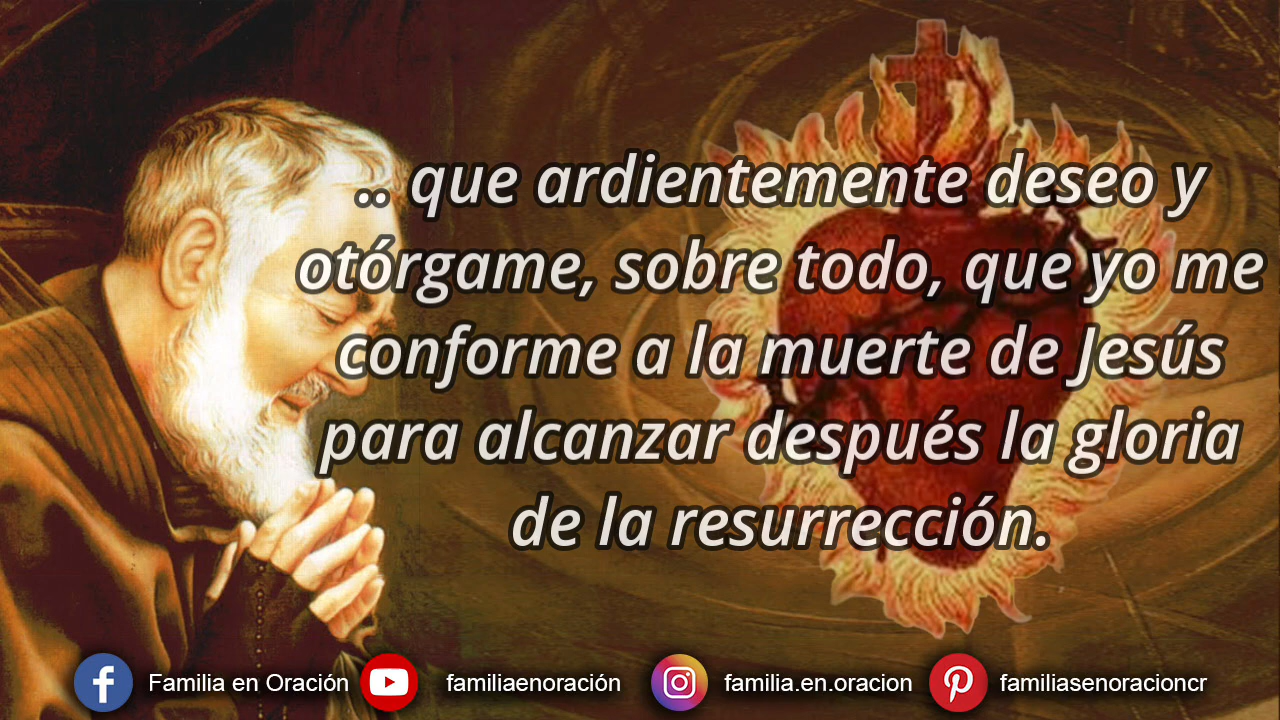 .. que ardientemente deseo y
otórgame, sobre todo, que yo me
conforme a la muerte de Jesús
para alcanzar después la gloria
de la resurrección.
Familia en Oración familiaenoración familia.en.oracion familiasenoracioncr